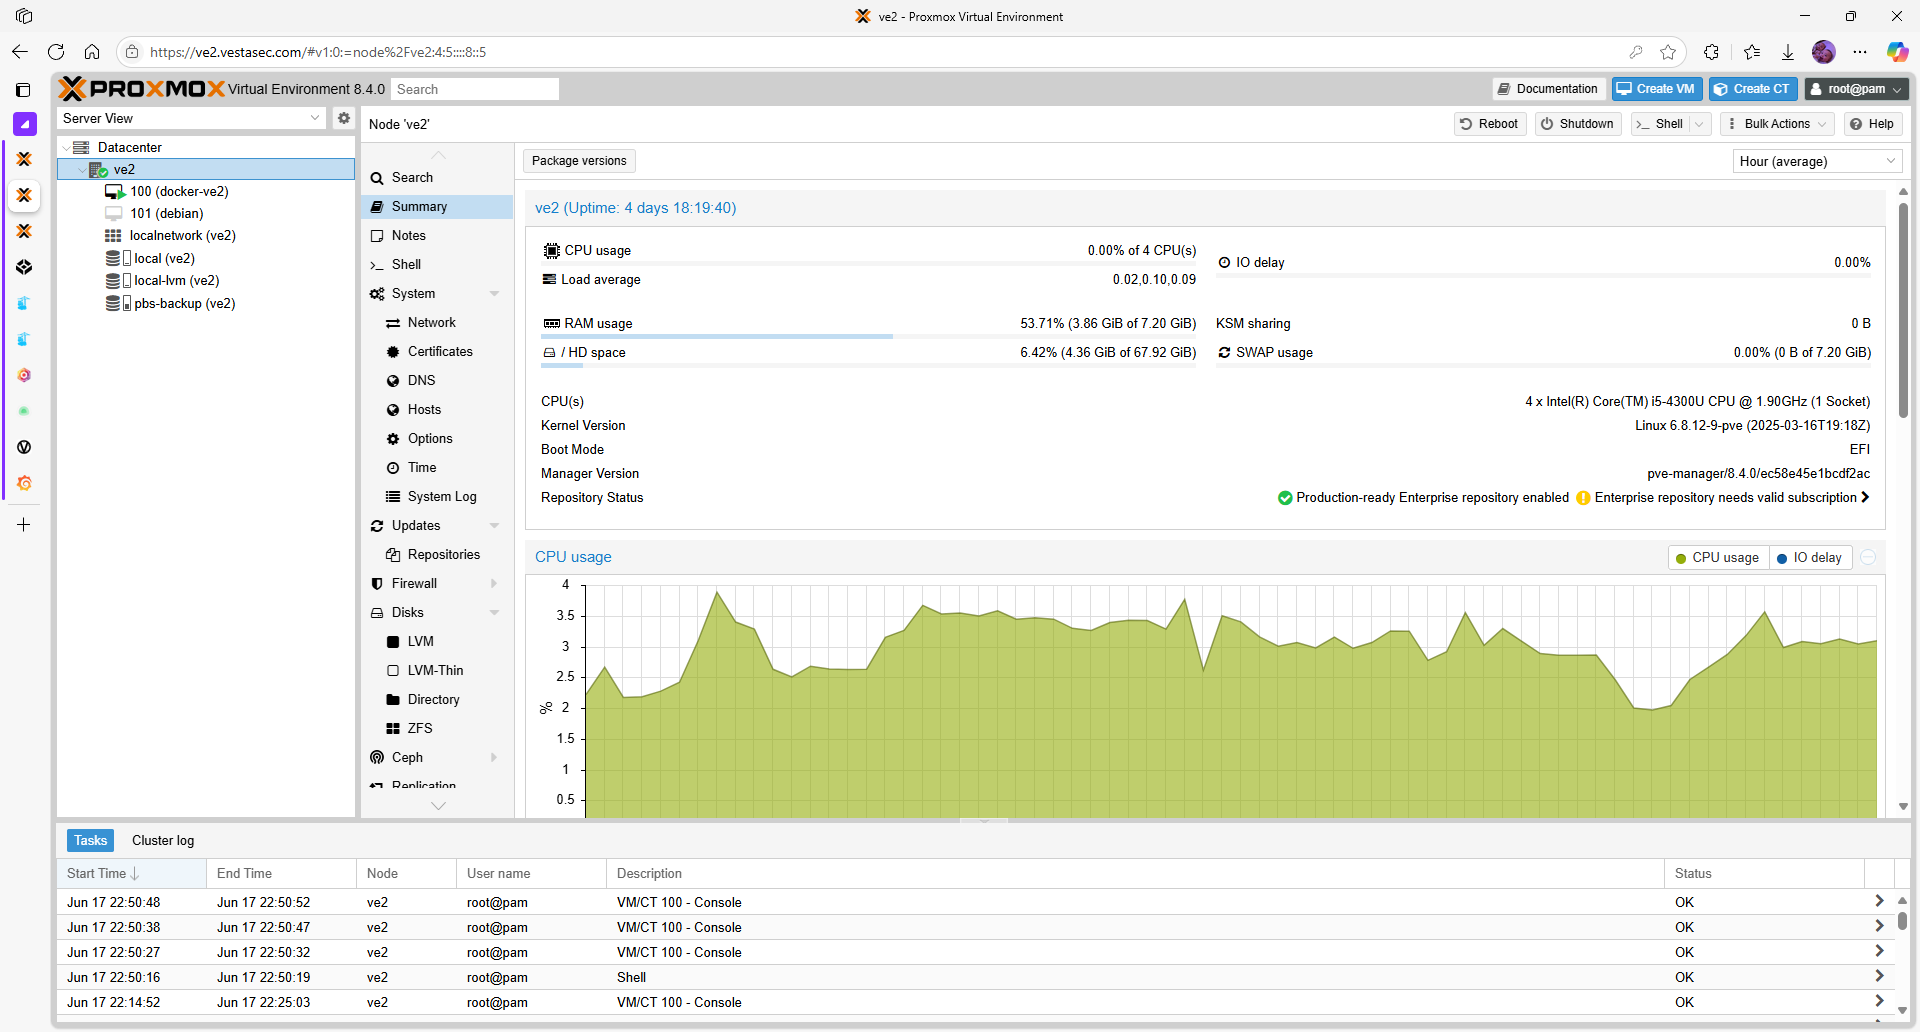 ve2 - Proxmox Virtual Environment
https://ve2.vestasec.com/#v1:0:=node%2Fve2:4:5::::8::5
PROXMOX Virtual Environment 8.4.0 Search Documentation Create VM Create CT root@pam
Server View
Node 've2' Reboot Shutdown >_ Shell Bulk Actions Help
Datacenter
ve2
100 (docker-ve2)
101 (debian)
localnetwork (ve2)
local (ve2)
local-lvm (ve2)
pbs-backup (ve2)
Search
Summary
Notes
>_ Shell
System
Network
Certificates
DNS
Hosts
Options
Time
System Log
Updates
Repositories
Firewall
Disks
LVM
LVM-Thin
Directory
ZFS
Ceph
Replication
Package versions Hour (average)
ve2 (Uptime: 4 days 18:19:40)
CPU usage 0.00% of 4 CPU(s)
IO delay 0.00%
Load average 0.02,0.10,0.09
RAM usage 53.71% (3.86 GiB of 7.20 GiB) KSM sharing 0 B
/ HD space 6.42% (4.36 GiB of 67.92 GiB) SWAP usage 0.00% (0 B of 7.20 GiB)
CPU(s) 4 x Intel(R) Core(TM) i5-4300U CPU @ 1.90GHz (1 Socket)
Kernel Version Linux 6.8.12-9-pve (2025-03-16T19:18Z)
Boot Mode EFI
Manager Version pve-manager/8.4.0/ec58e45e1bcdf2ac
Repository Status Production-ready Enterprise repository enabled Enterprise repository needs valid subscription
CPU usage CPU usage IO delay
4
3.5
3
2.5
% 2
1.5
1
0.5
Tasks Cluster log
Start Time End Time Node User name Description Status
Jun 17 22:50:48 Jun 17 22:50:52 ve2 root@pam VM/CT 100 - Console OK
Jun 17 22:50:38 Jun 17 22:50:47 ve2 root@pam VM/CT 100 - Console OK
Jun 17 22:50:27 Jun 17 22:50:32 ve2 root@pam VM/CT 100 - Console OK
Jun 17 22:50:16 Jun 17 22:50:19 ve2 root@pam Shell OK
Jun 17 22:14:52 Jun 17 22:25:03 ve2 root@pam VM/CT 100 - Console OK